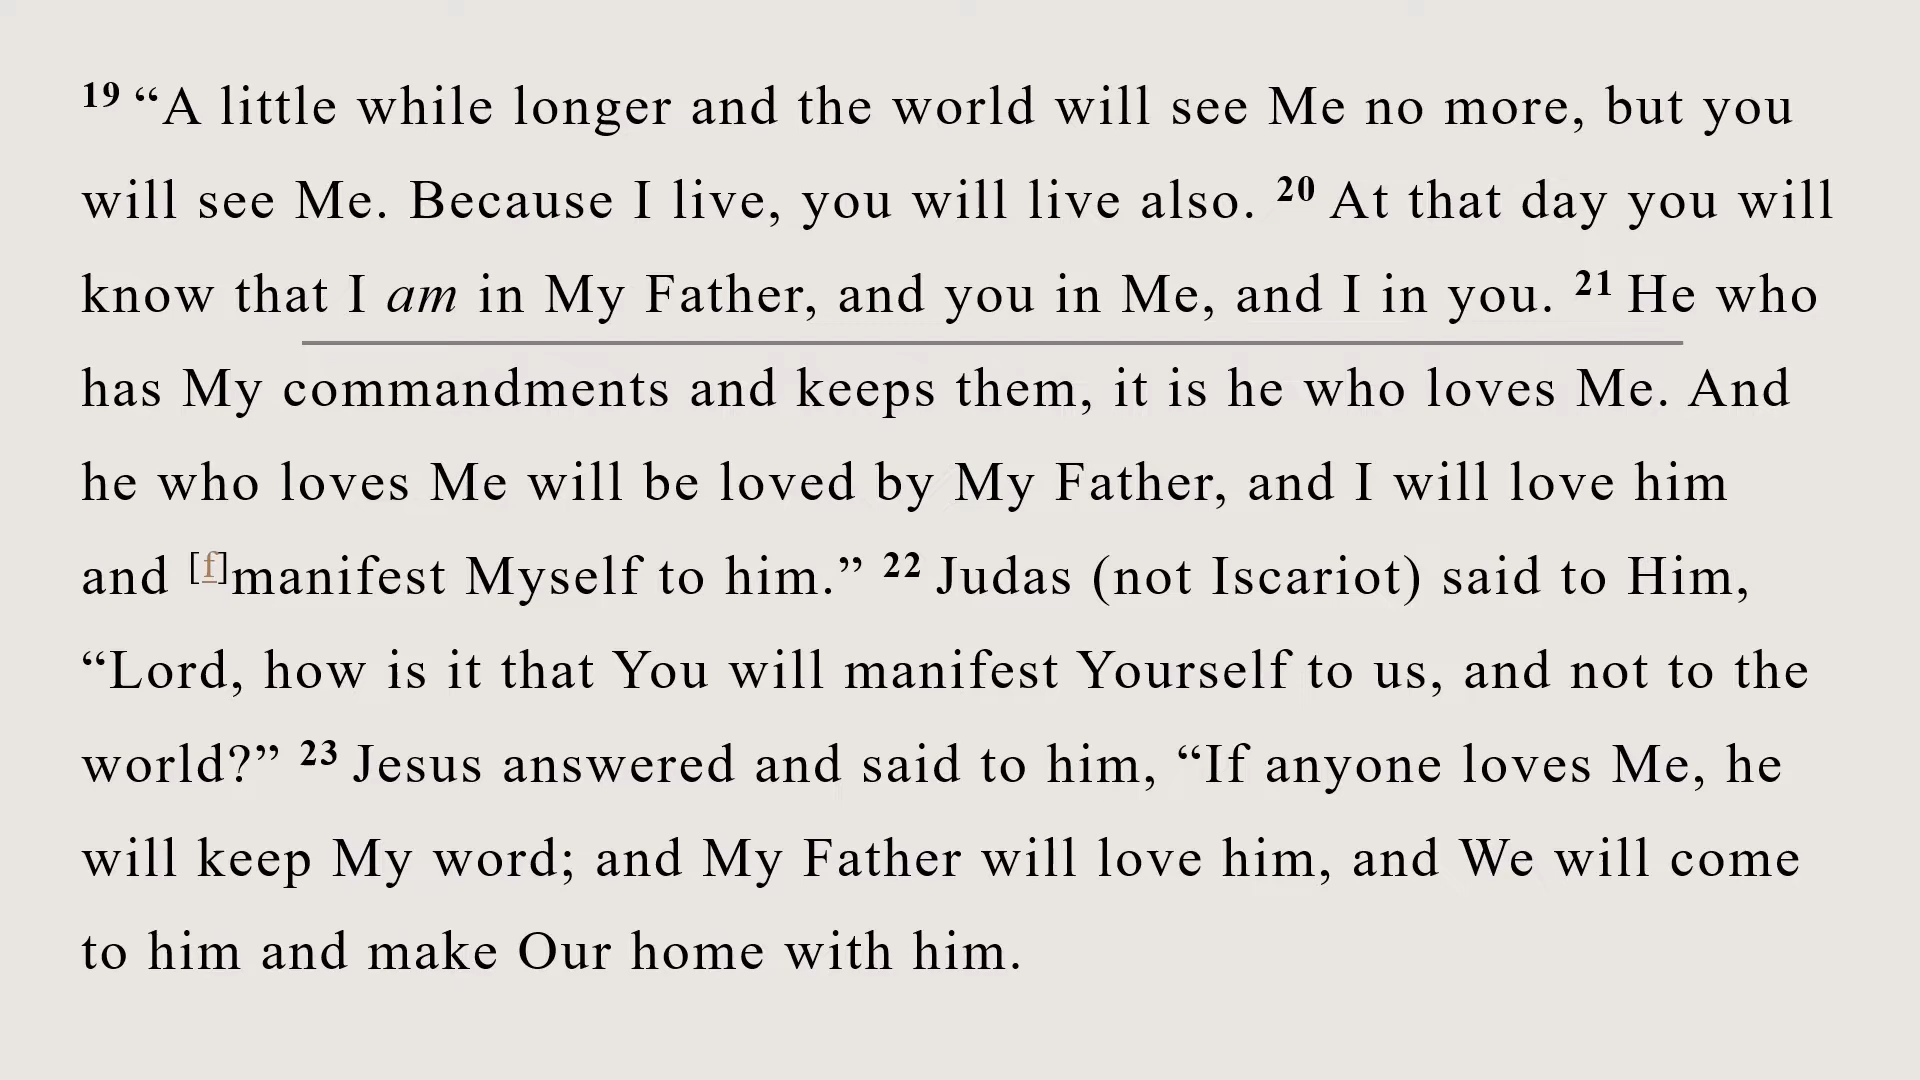 19 “A little while longer and the world will see Me no more, but you
will see Me. Because I live, you will live also. 20 At that day you will
know that I am in My Father, and you in Me, and I in you. 21 He who
has My commandments and keeps them, it is he who loves Me. And
he who loves Me will be loved by My Father, and I will love him
and [f]manifest Myself to him.” 22 Judas (not Iscariot) said to Him,
“Lord, how is it that You will manifest Yourself to us, and not to the
world?” 23 Jesus answered and said to him, “If anyone loves Me, he
will keep My word; and My Father will love him, and We will come
to him and make Our home with him.